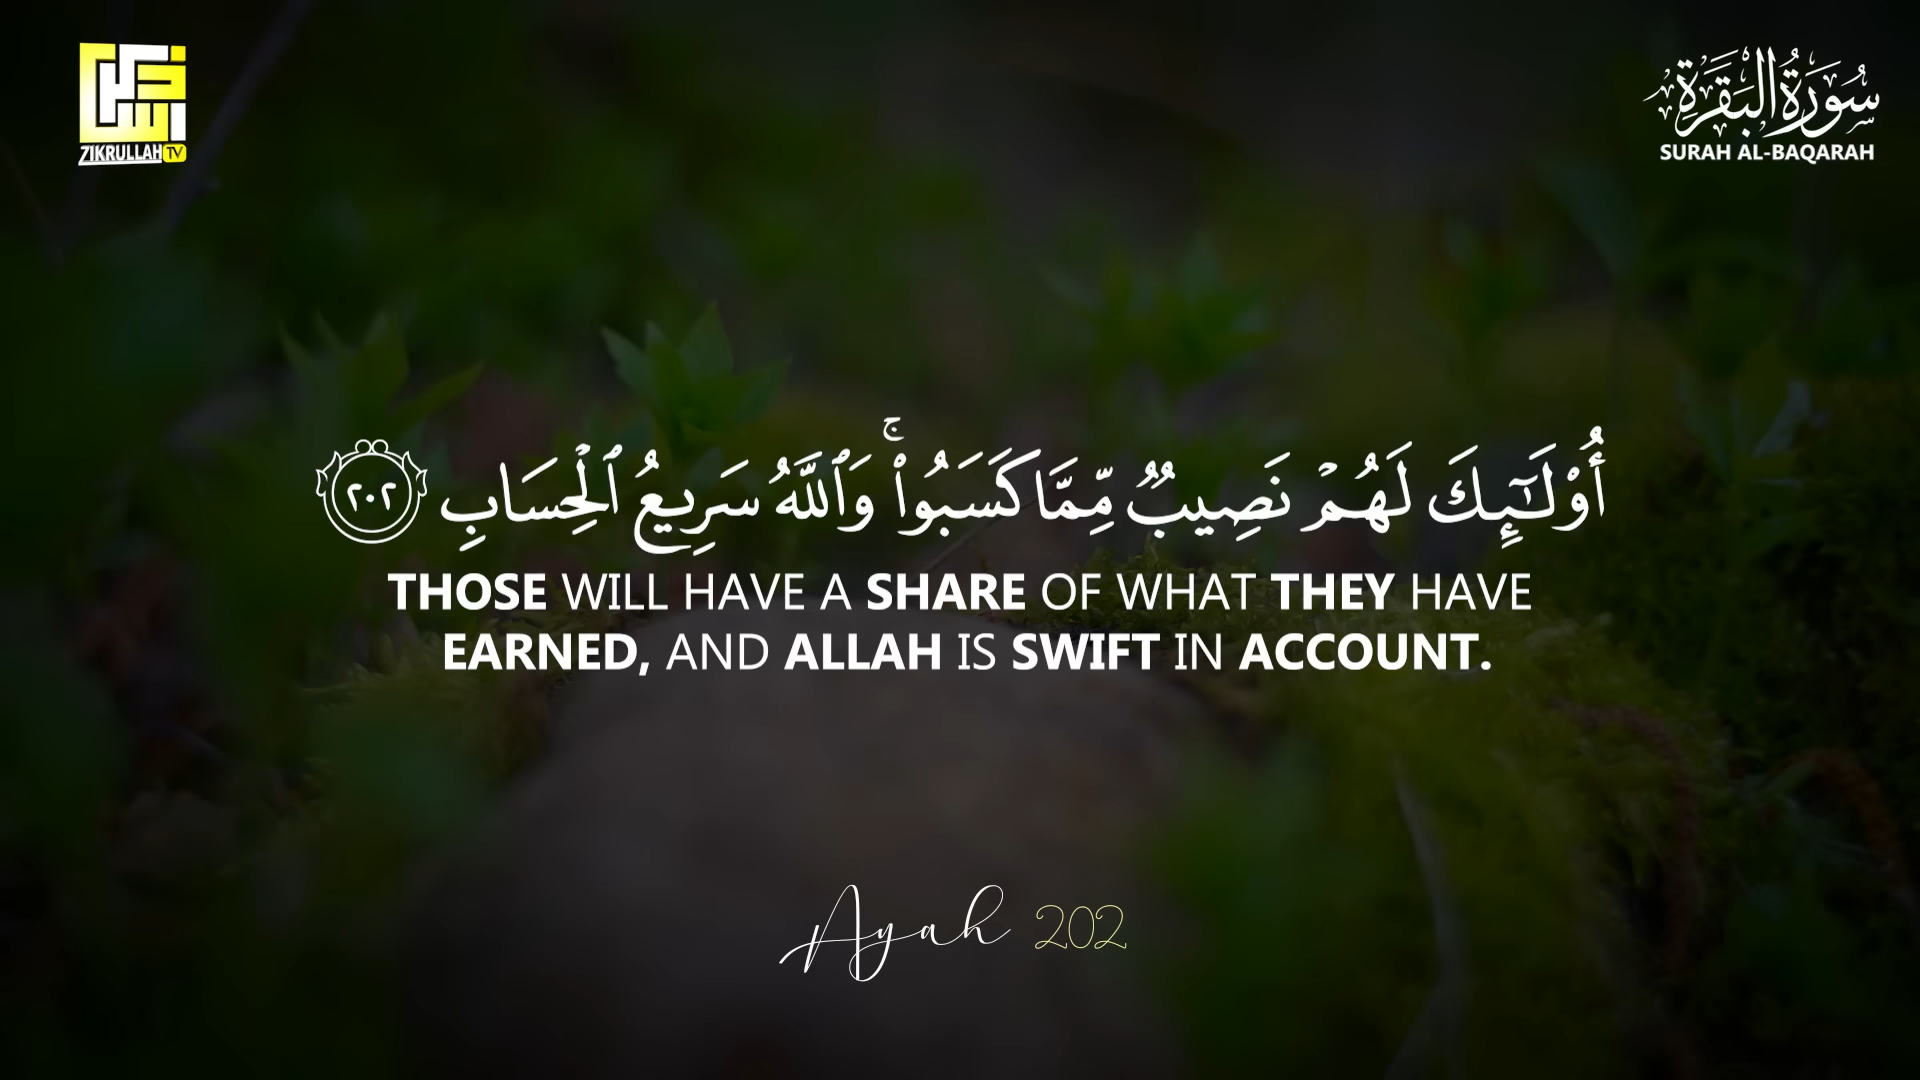 ZIKRULLAH TV
سُورَةُ البَقَرَةِ
SURAH AL-BAQARAH
أُو۟لَـٰٓئِكَ لَهُمْ نَصِيبٌ مِّمَّا كَسَبُوا۟ ۚ وَٱللَّهُ سَرِيعُ ٱلْحِسَابِ ٢٠٢
THOSE WILL HAVE A SHARE OF WHAT THEY HAVE
EARNED, AND ALLAH IS SWIFT IN ACCOUNT.
Ayah 202